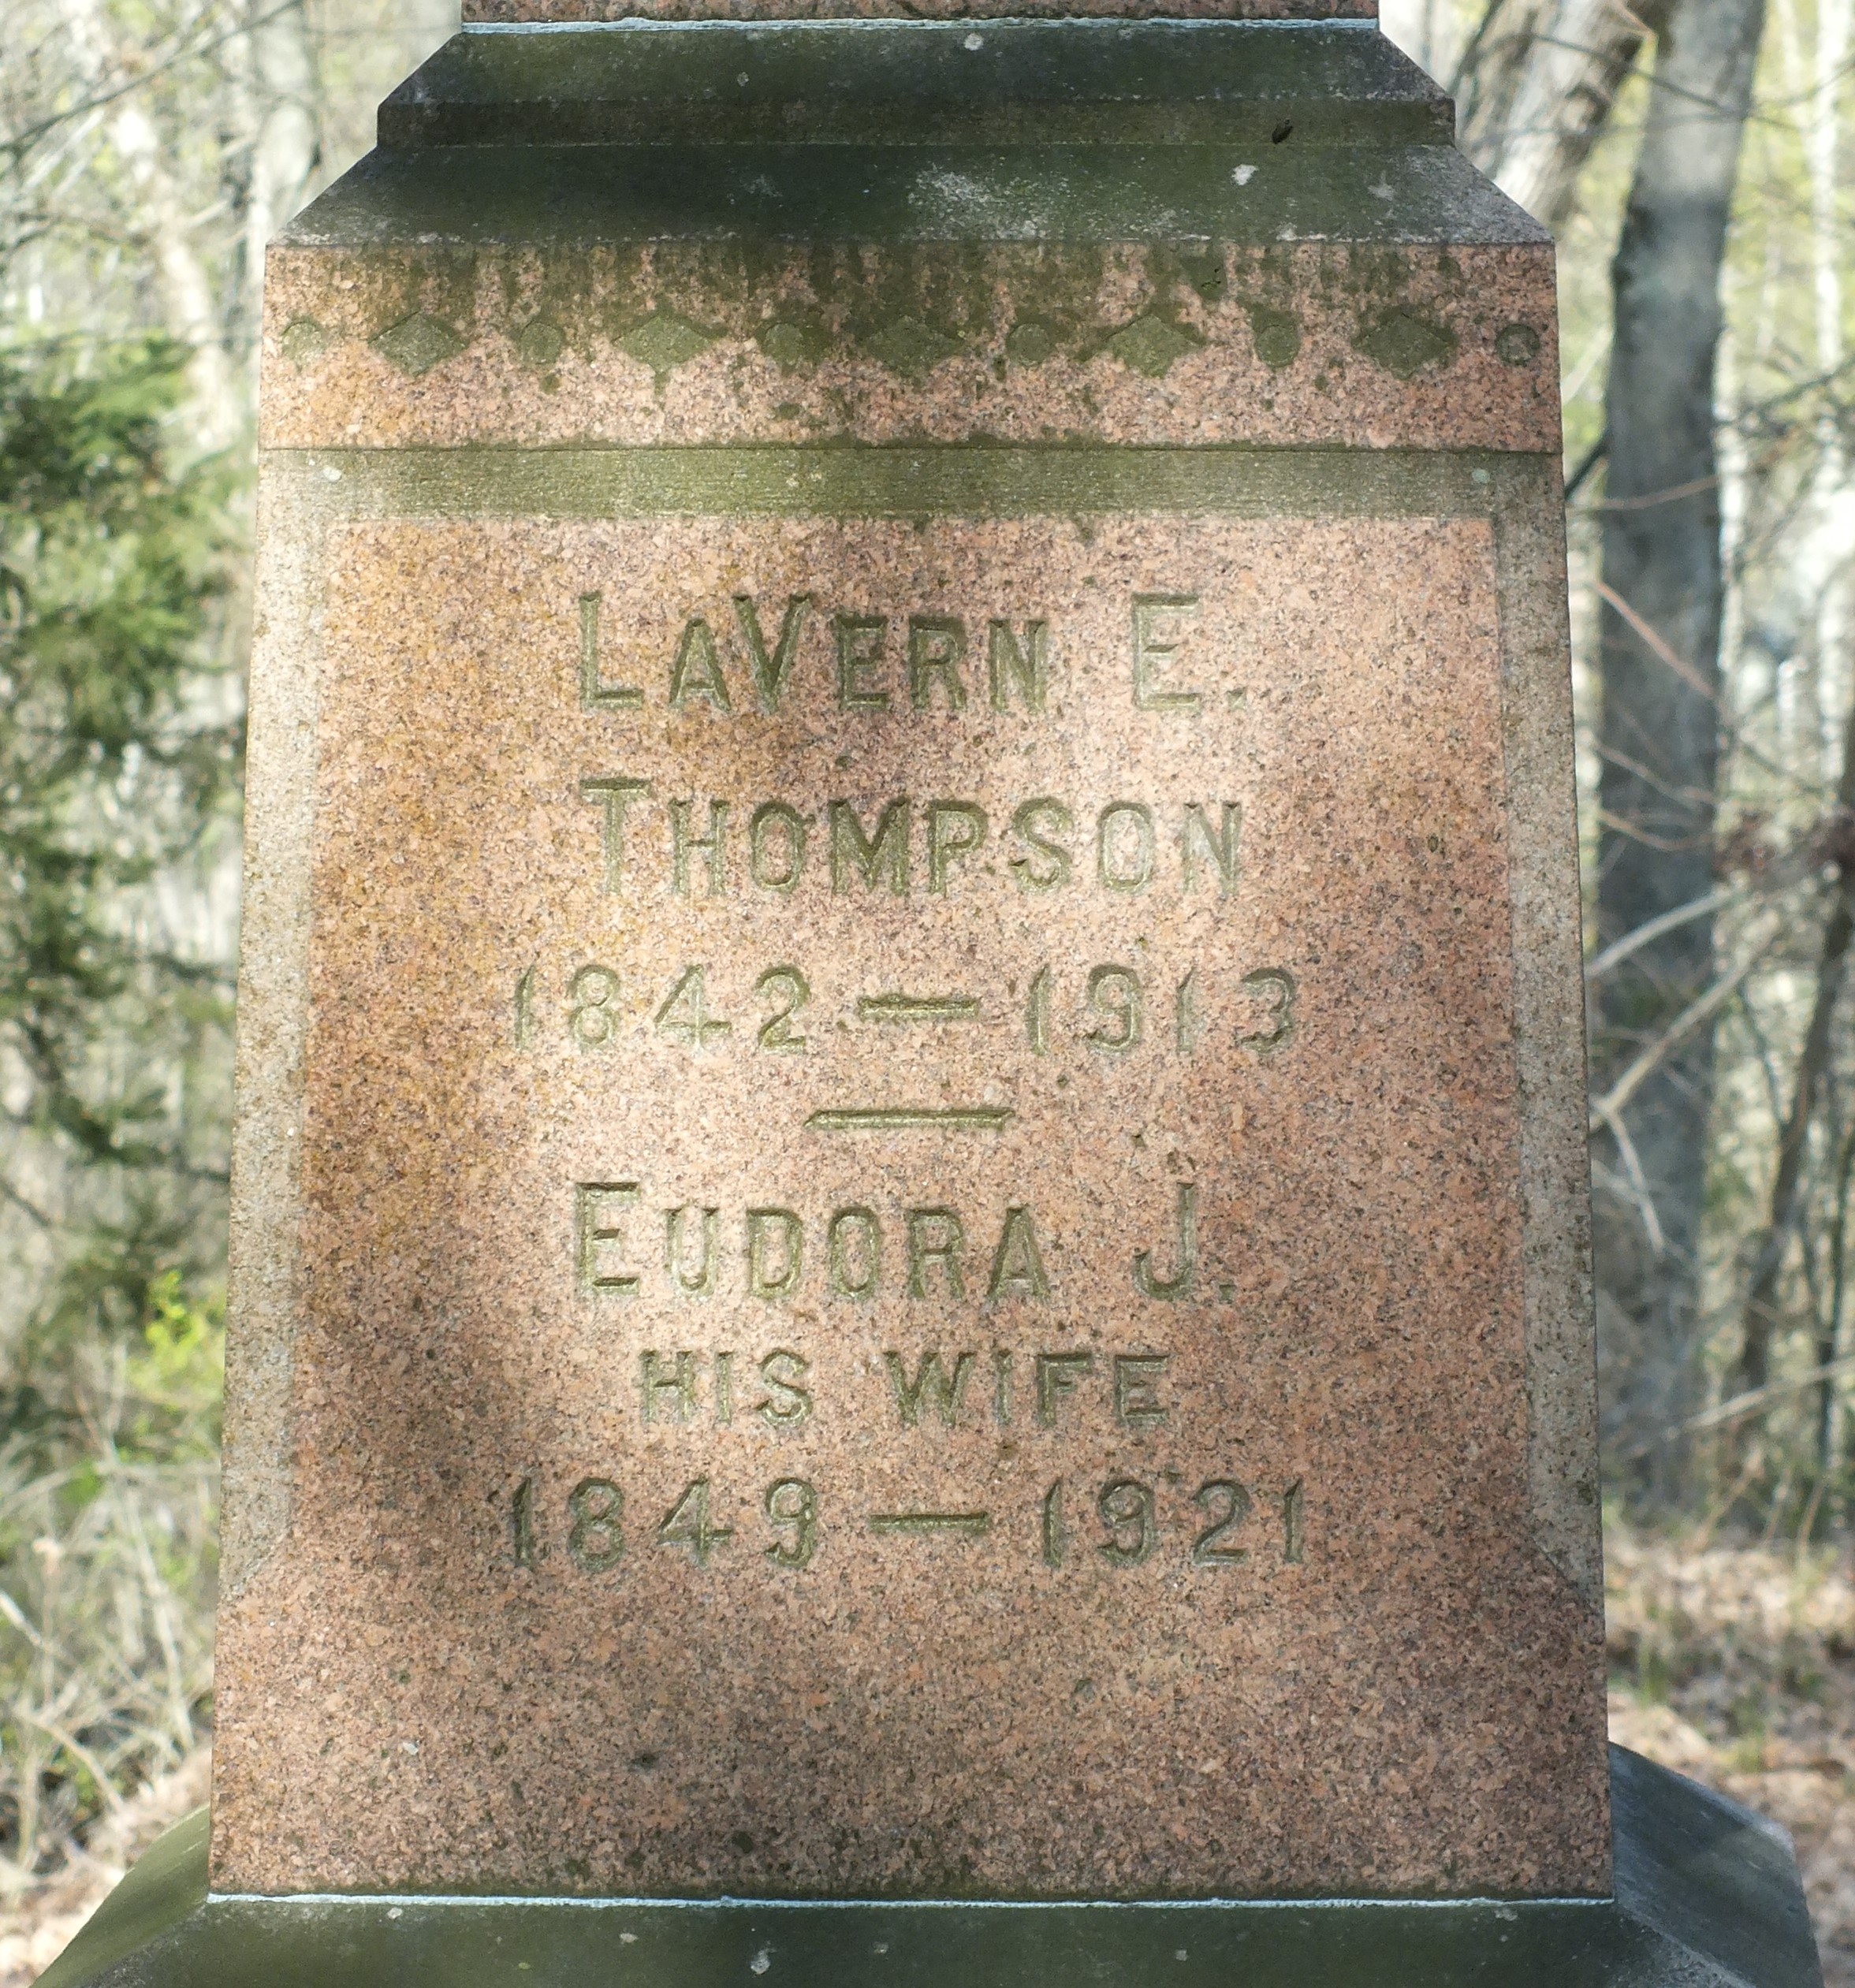 LaVern E.
Thompson
1842 — 1913
Eudora J.
HIS WIFE
1849 — 1921